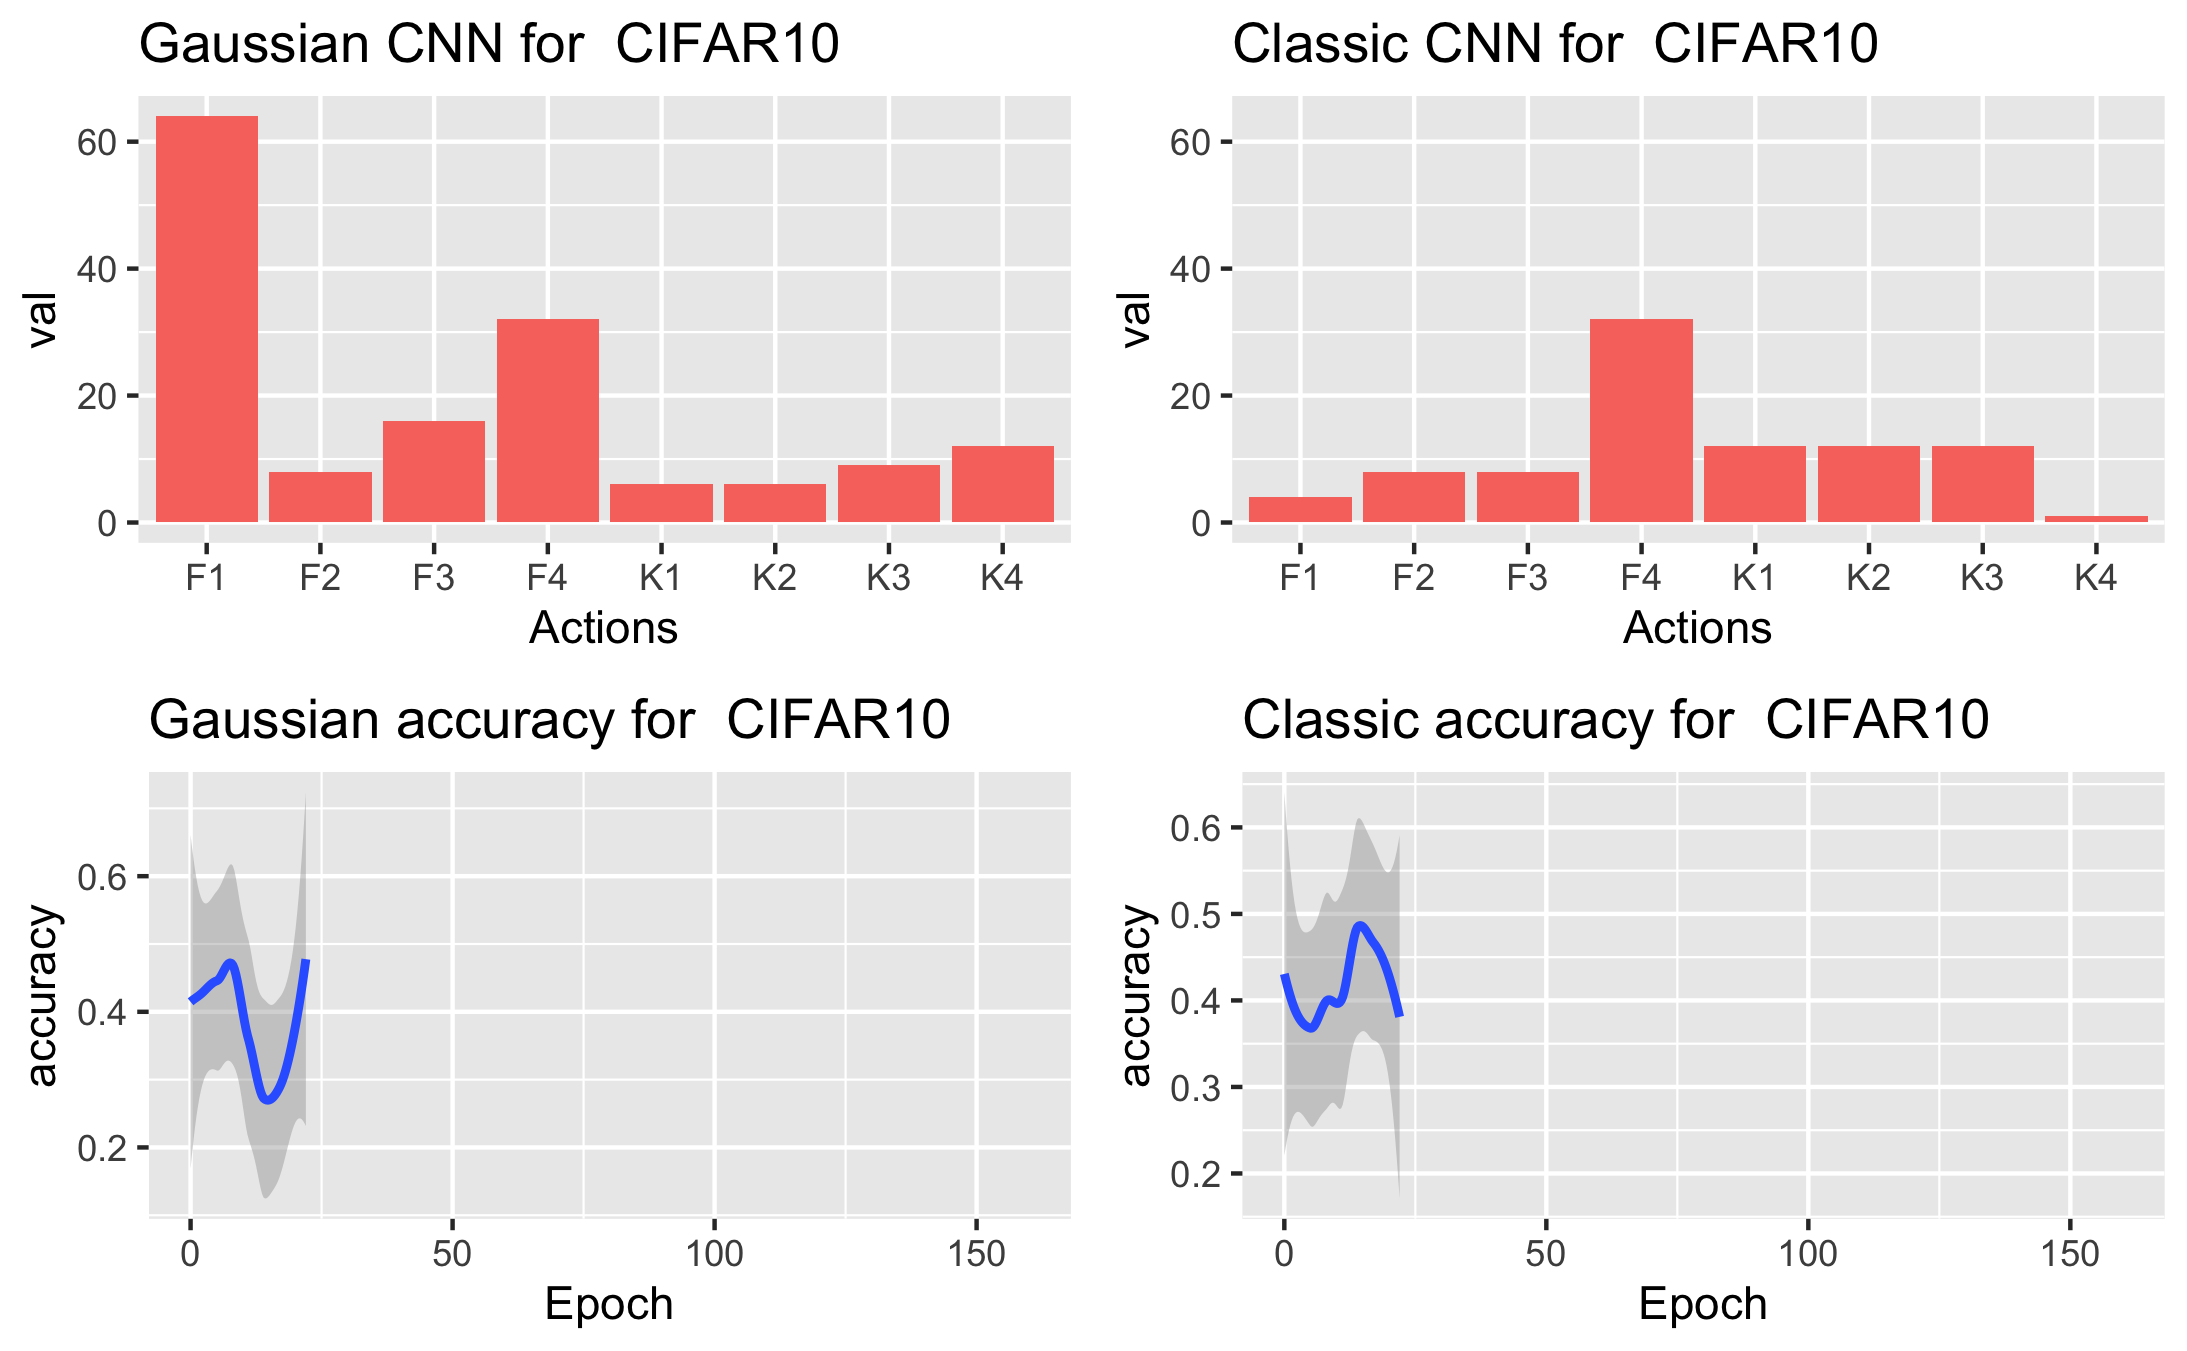 Gaussian CNN for  CIFAR10
60
40
20
0
val
F1 F2 F3 F4 K1 K2 K3 K4
Actions
Classic CNN for  CIFAR10
60
40
20
0
val
F1 F2 F3 F4 K1 K2 K3 K4
Actions
Gaussian accuracy for  CIFAR10
0.6
0.4
0.2
accuracy
0 50 100 150
Epoch
Classic accuracy for  CIFAR10
0.6
0.5
0.4
0.3
0.2
accuracy
0 50 100 150
Epoch